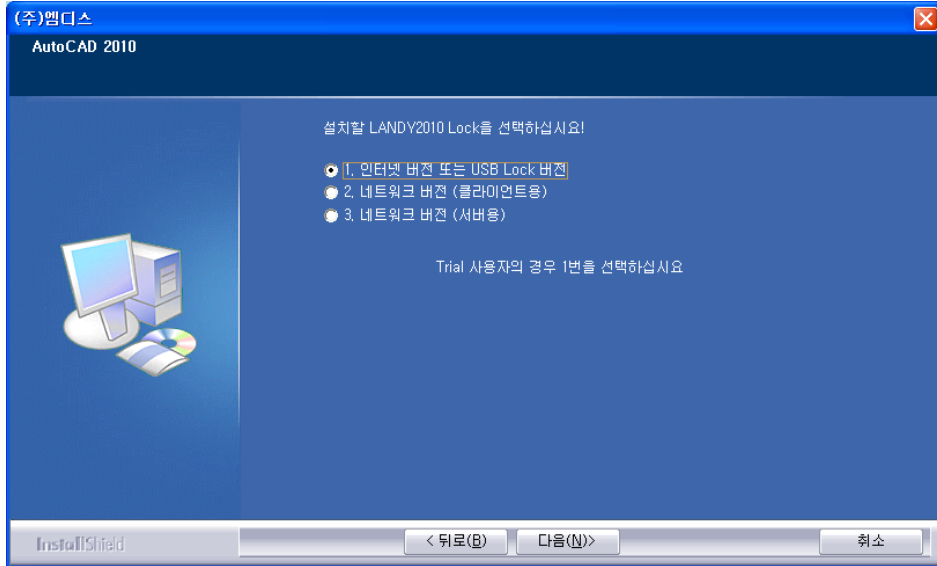 (주)엠디스
AutoCAD 2010
설치할 LANDY2010 Lock을 선택하십시요!
1. 인터넷 버전 또는 USB Lock 버전
2. 네트워크 버전 (클라이언트용)
3. 네트워크 버전 (서버용)
Trial 사용자의 경우 1번을 선택하십시요
InstallShield
< 뒤로(B)
다음(N)>
취소